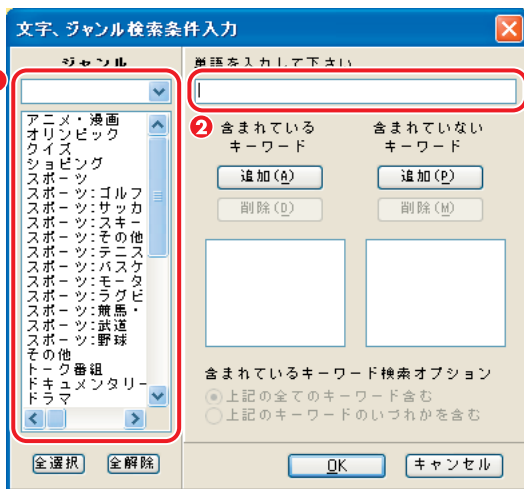 文字、ジャンル検索条件入力
ジャンル
単語を入力して下さい
2
アニメ・漫画
オリンピック
クイズ
ショピング
スポーツ
スポーツ:ゴルフ
スポーツ:サッカ
スポーツ:スキー
スポーツ:その他
スポーツ:テニス
スポーツ:バスケ
スポーツ:モータ
スポーツ:ラグビ
スポーツ:競馬・
スポーツ:武道
スポーツ:野球
その他
トーク番組
ドキュメンタリー
ドラマ
全選択 全解除
含まれている
キーワード
追加(A)
削除(D)
含まれていない
キーワード
追加(P)
削除(M)
含まれているキーワード検索オプション
上記の全てのキーワード含む
上記のキーワードのいづれかを含む
OK キャンセル